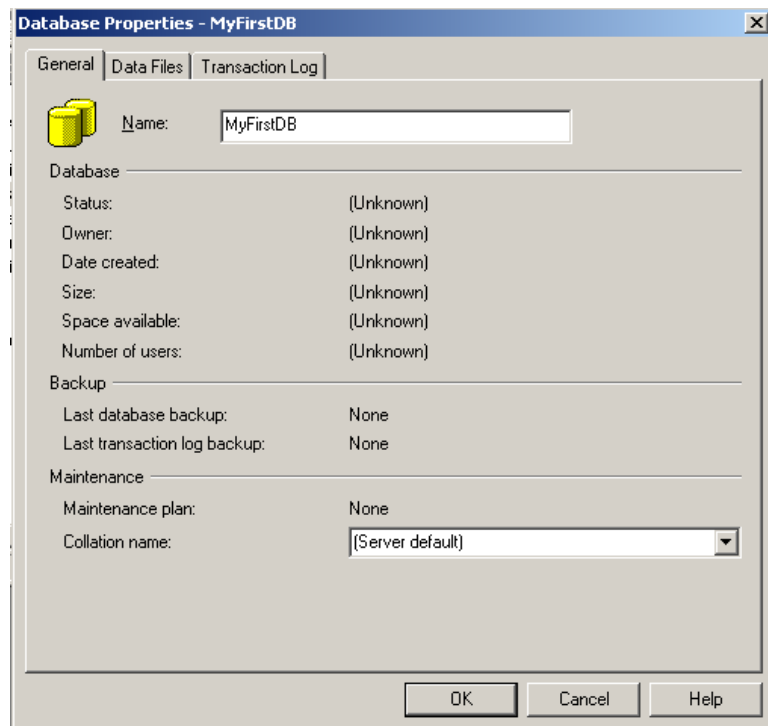 Database Properties - MyFirstDB
General Data Files Transaction Log
Name: MyFirstDB
Database
Status: (Unknown)
Owner: (Unknown)
Date created: (Unknown)
Size: (Unknown)
Space available: (Unknown)
Number of users: (Unknown)
Backup
Last database backup: None
Last transaction log backup: None
Maintenance
Maintenance plan: None
Collation name: (Server default)
OK Cancel Help